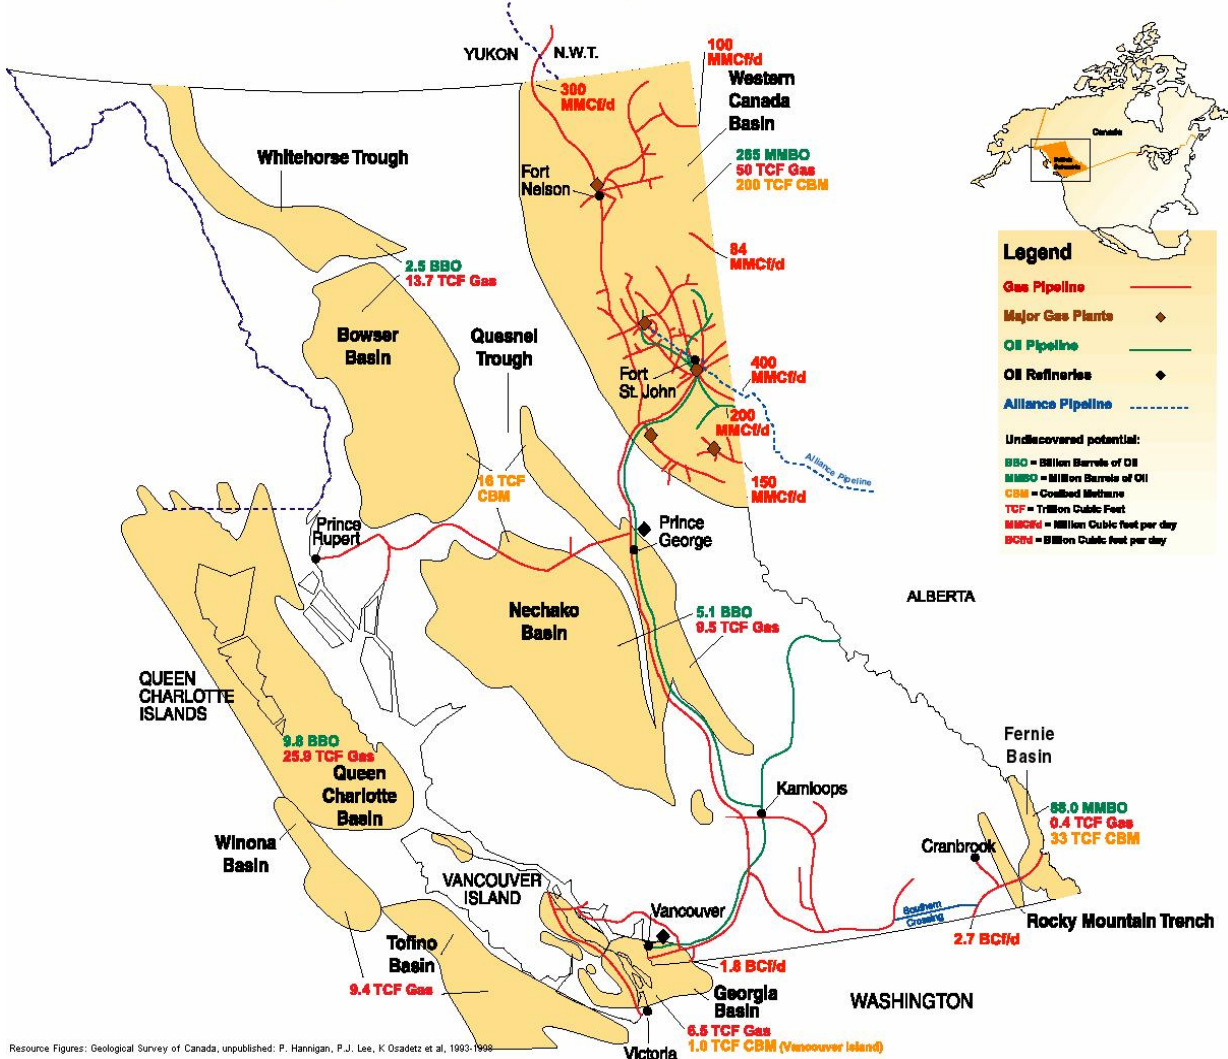 YUKON
N.W.T.
100
MMCf/d
300
MMCf/d
Western
Canada
Basin
265 MMBO
50 TCF Gas
200 TCF CBM
Whitehorse Trough
Fort
Nelson
84
MMCf/d
2.5 BBO
13.7 TCF Gas
Bowser
Basin
Quesnel
Trough
Fort
St. John
400
MMCf/d
200
MMCf/d
150
MMCf/d
Alliance Pipeline
16 TCF
CBM
Prince
Rupert
Prince
George
Nechako
Basin
5.1 BBO
9.5 TCF Gas
ALBERTA
QUEEN
CHARLOTTE
ISLANDS
9.8 BBO
25.9 TCF Gas
Queen
Charlotte
Basin
Winona
Basin
Kamloops
Fernie
Basin
0.4 TCF Gas
33 TCF CBM
Cranbrook
Rocky Mountain Trench
Southern
Crossing
2.7 BCf/d
VANCOUVER
ISLAND
Vancouver
Tofino
Basin
9.4 TCF Gas
1.8 BCf/d
Georgia
Basin
6.5 TCF Gas
1.0 TCF CBM (Vancouver Island)
Victoria
WASHINGTON
Canada
British
Columbia
Legend
Gas Pipeline
Major Gas Plants
Oil Pipeline
Oil Refineries
Alliance Pipeline
Undiscovered potential:
BBO = Billion Barrels of Oil
MMBO = Million Barrels of Oil
CBM = Coalbed Methane
TCF = Trillion Cubic Feet
MMCf/d = Million Cubic feet per day
BCf/d = Billion Cubic feet per day
Resource Figures: Geological Survey of Canada, unpublished: P. Hannigan, P.J. Lee, K Osadetz et al, 1993-1998